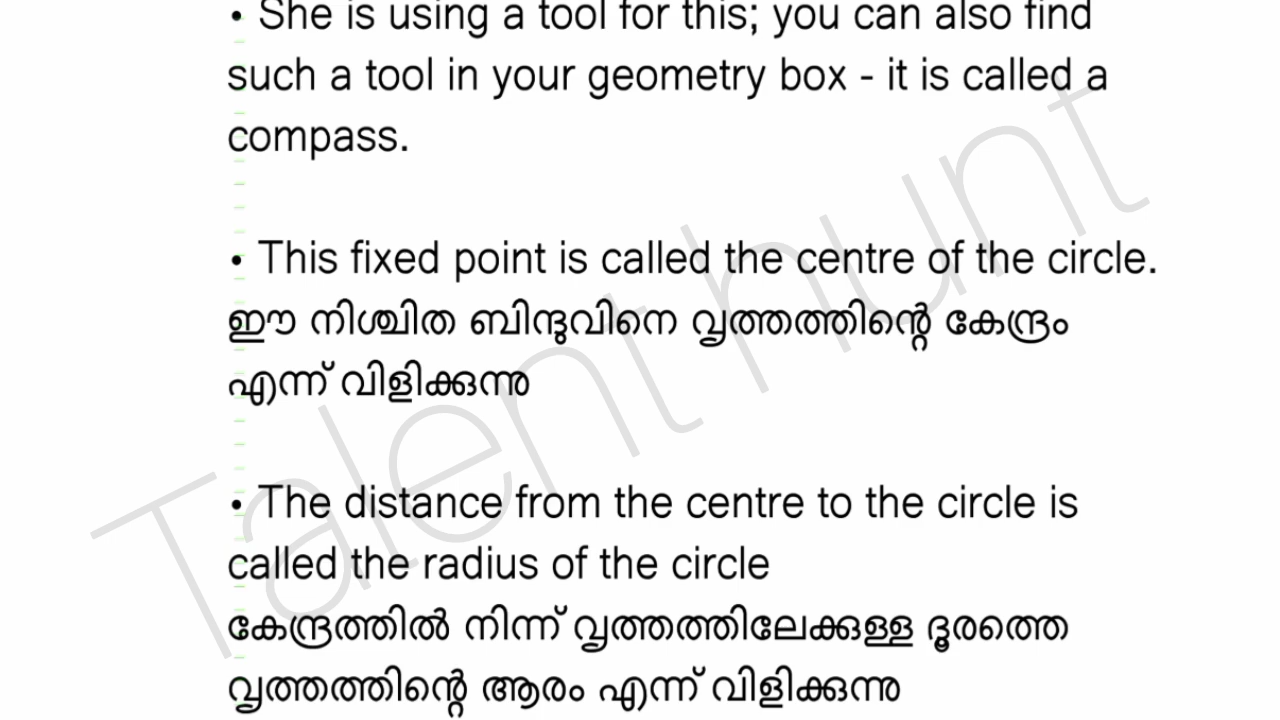 • She is using a tool for this; you can also find
such a tool in your geometry box - it is called a
compass.
• This fixed point is called the centre of the circle.
ഈ നിശ്ചിത ബിന്ദുവിനെ വൃത്തത്തിന്റെ കേന്ദ്രം
എന്ന് വിളിക്കുന്നു
• The distance from the centre to the circle is
called the radius of the circle
കേന്ദ്രത്തിൽ നിന്ന് വൃത്തത്തിലേക്കുള്ള ദൂരത്തെ
വൃത്തത്തിന്റെ ആരം എന്ന് വിളിക്കുന്നു
Talent hunt